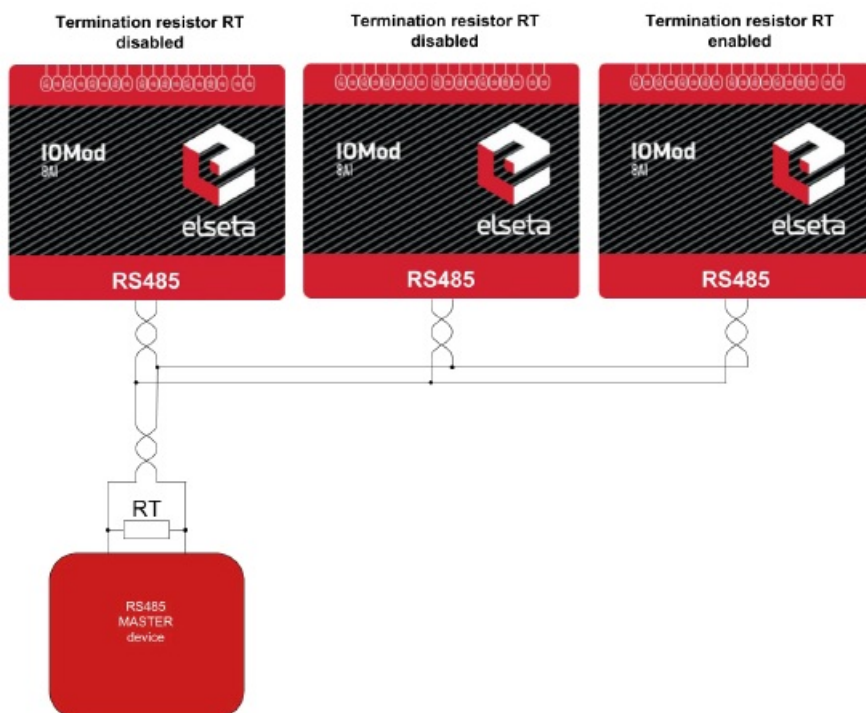 Termination resistor RT
disabled
Termination resistor RT
disabled
Termination resistor RT
enabled
IOMod
8AI
elseta
RS485
IOMod
8AI
elseta
RS485
IOMod
8AI
elseta
RS485
RT
RS485
MASTER
device